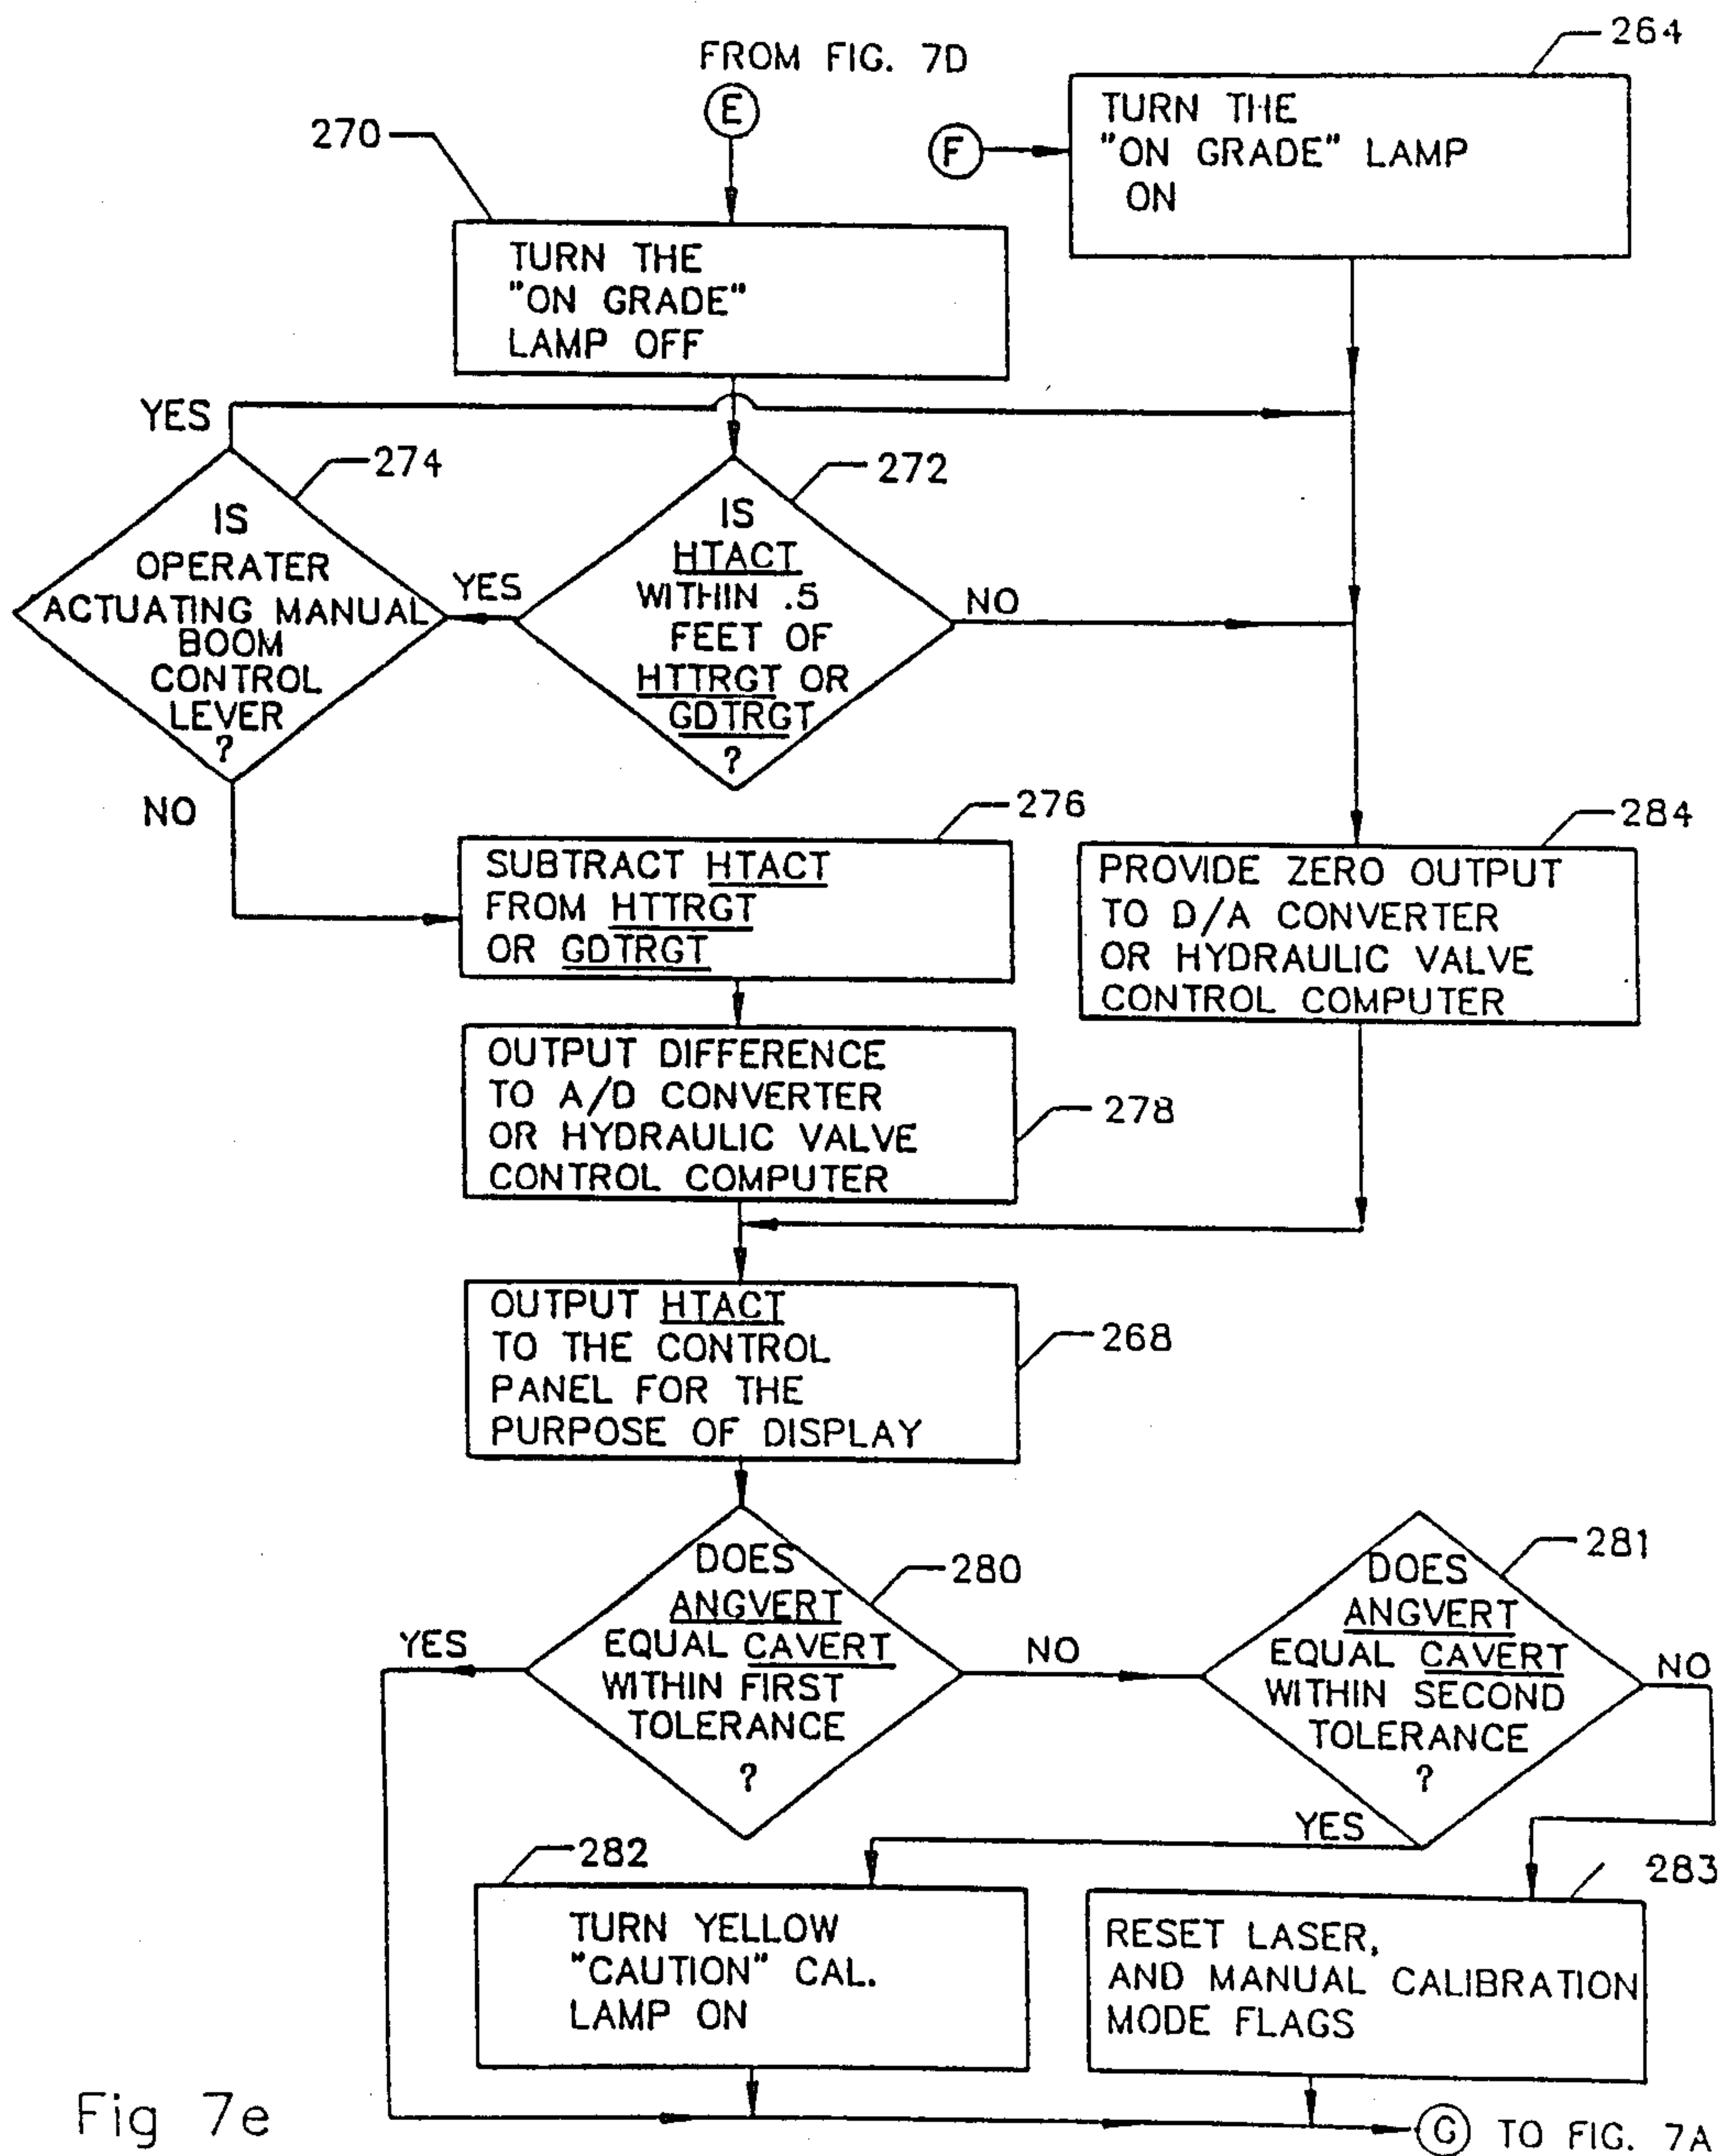 FROM FIG. 7D
E
F
264
TURN THE
"ON GRADE" LAMP
ON
270
TURN THE
"ON GRADE"
LAMP OFF
YES
274
IS
OPERATER
ACTUATING MANUAL
BOOM
CONTROL
LEVER
?
YES
272
IS
HTACT
WITHIN .5
FEET OF
HTTRGT OR
GDTRGT
?
NO
NO
276
SUBTRACT HTACT
FROM HTTRGT
OR GDTRGT
284
PROVIDE ZERO OUTPUT
TO D/A CONVERTER
OR HYDRAULIC VALVE
CONTROL COMPUTER
OUTPUT DIFFERENCE
TO A/D CONVERTER
OR HYDRAULIC VALVE
CONTROL COMPUTER
278
OUTPUT HTACT
TO THE CONTROL
PANEL FOR THE
PURPOSE OF DISPLAY
268
YES
280
DOES
ANGVERT
EQUAL CAVERT
WITHIN FIRST
TOLERANCE
?
NO
281
DOES
ANGVERT
EQUAL CAVERT
WITHIN SECOND
TOLERANCE
?
NO
YES
282
TURN YELLOW
"CAUTION" CAL.
LAMP ON
283
RESET LASER,
AND MANUAL CALIBRATION
MODE FLAGS
Fig 7e
G TO FIG. 7A